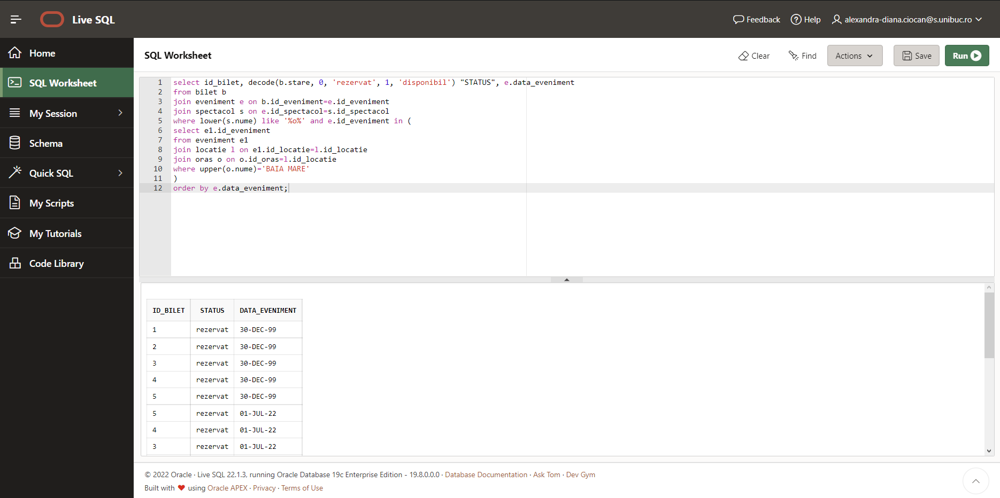 Live SQL
Feedback
Help
alexandra-diana.ciocan@s.unibuc.ro
Home
SQL Worksheet
My Session
Schema
Quick SQL
My Scripts
My Tutorials
Code Library
SQL Worksheet
Clear
Find
Actions
Save
Run
1 select id_bilet, decode(b.stare, 0, 'rezervat', 1, 'disponibil') "STATUS", e.data_eveniment
2 from bilet b
3 join eveniment e on b.id_eveniment=e.id_eveniment
4 join spectacol s on e.id_spectacol=s.id_spectacol
5 where lower(s.nume) like '%o%' and e.id_eveniment in (
6 select e1.id_eveniment
7 from eveniment e1
8 join locatie l on e1.id_locatie=l.id_locatie
9 join oras o on o.id_oras=l.id_locatie
10 where upper(o.nume)='BAIA MARE'
11 )
12 order by e.data_eveniment;
ID_BILET STATUS DATA_EVENIMENT
1 rezervat 30-DEC-99
2 rezervat 30-DEC-99
3 rezervat 30-DEC-99
4 rezervat 30-DEC-99
5 rezervat 30-DEC-99
5 rezervat 01-JUL-22
4 rezervat 01-JUL-22
3 rezervat 01-JUL-22
© 2022 Oracle · Live SQL 22.1.3, running Oracle Database 19c Enterprise Edition - 19.8.0.0.0 · Database Documentation · Ask Tom · Dev Gym
Built with ❤ using Oracle APEX · Privacy · Terms of Use